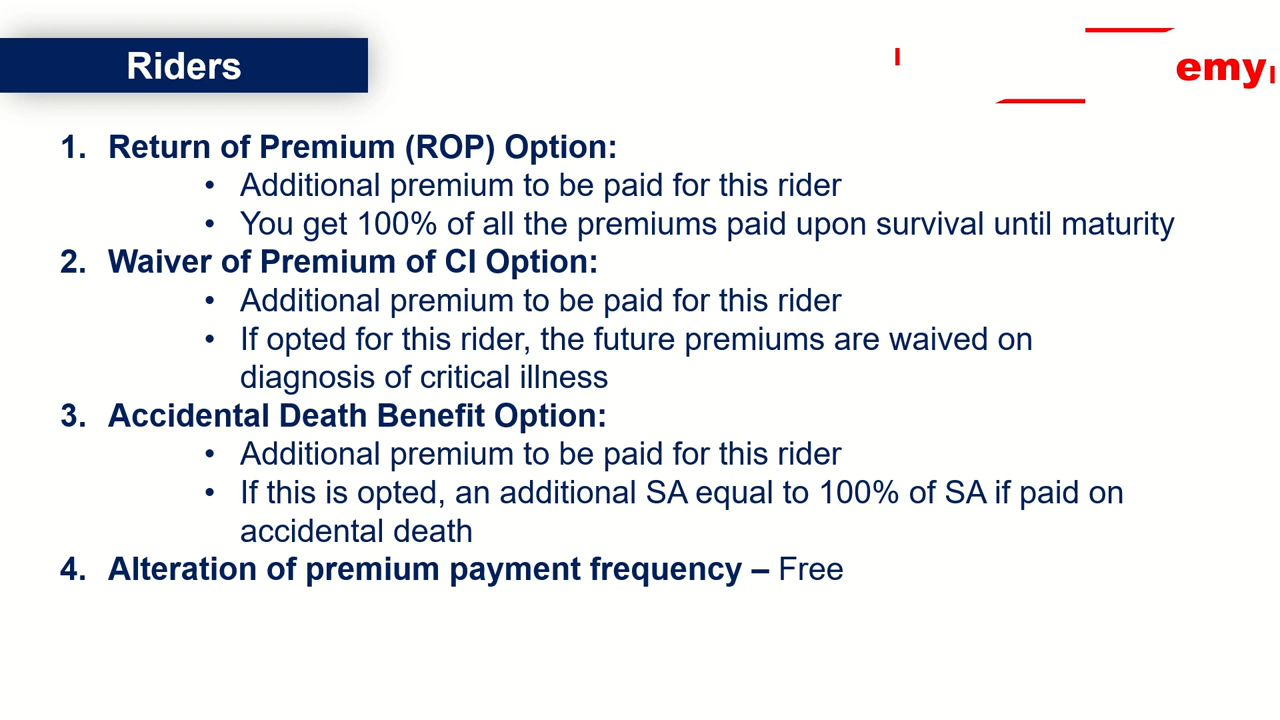 Riders
emy
1. Return of Premium (ROP) Option:
• Additional premium to be paid for this rider
• You get 100% of all the premiums paid upon survival until maturity
2. Waiver of Premium of CI Option:
• Additional premium to be paid for this rider
• If opted for this rider, the future premiums are waived on
diagnosis of critical illness
3. Accidental Death Benefit Option:
• Additional premium to be paid for this rider
• If this is opted, an additional SA equal to 100% of SA if paid on
accidental death
4. Alteration of premium payment frequency – Free